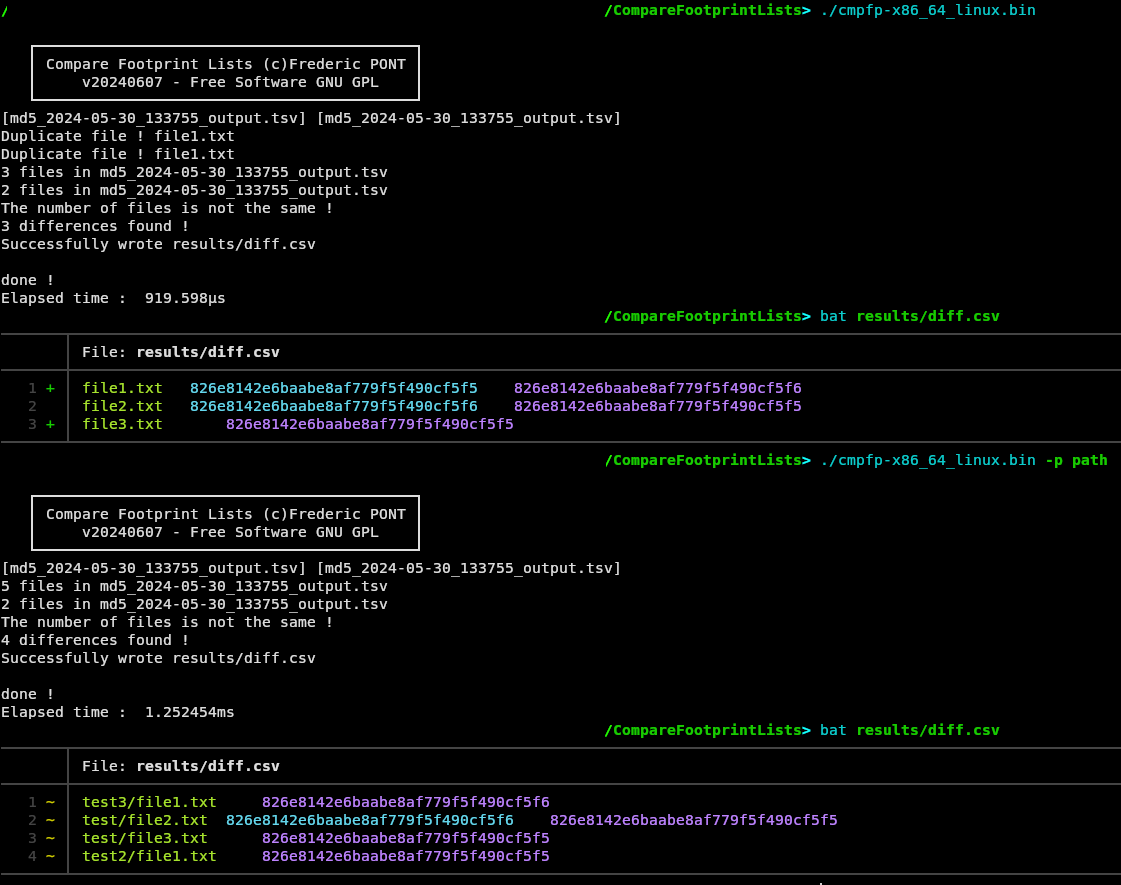 / /CompareFootprintLists> ./cmpfp-x86_64_linux.bin
Compare Footprint Lists (c)Frederic PONT
v20240607 - Free Software GNU GPL
[md5_2024-05-30_133755_output.tsv] [md5_2024-05-30_133755_output.tsv]
Duplicate file ! file1.txt
Duplicate file ! file1.txt
3 files in md5_2024-05-30_133755_output.tsv
2 files in md5_2024-05-30_133755_output.tsv
The number of files is not the same !
3 differences found !
Successfully wrote results/diff.csv
done !
Elapsed time :  919.598µs
/CompareFootprintLists> bat results/diff.csv
File: results/diff.csv
1 + file1.txt 826e8142e6baabe8af779f5f490cf5f5 826e8142e6baabe8af779f5f490cf5f6
2 file2.txt 826e8142e6baabe8af779f5f490cf5f6 826e8142e6baabe8af779f5f490cf5f5
3 + file3.txt 826e8142e6baabe8af779f5f490cf5f5
/CompareFootprintLists> ./cmpfp-x86_64_linux.bin -p path
Compare Footprint Lists (c)Frederic PONT
v20240607 - Free Software GNU GPL
[md5_2024-05-30_133755_output.tsv] [md5_2024-05-30_133755_output.tsv]
5 files in md5_2024-05-30_133755_output.tsv
2 files in md5_2024-05-30_133755_output.tsv
The number of files is not the same !
4 differences found !
Successfully wrote results/diff.csv
done !
Elapsed time :  1.252454ms
/CompareFootprintLists> bat results/diff.csv
File: results/diff.csv
1 ~ test3/file1.txt 826e8142e6baabe8af779f5f490cf5f6
2 ~ test/file2.txt 826e8142e6baabe8af779f5f490cf5f6 826e8142e6baabe8af779f5f490cf5f5
3 ~ test/file3.txt 826e8142e6baabe8af779f5f490cf5f5
4 ~ test2/file1.txt 826e8142e6baabe8af779f5f490cf5f5